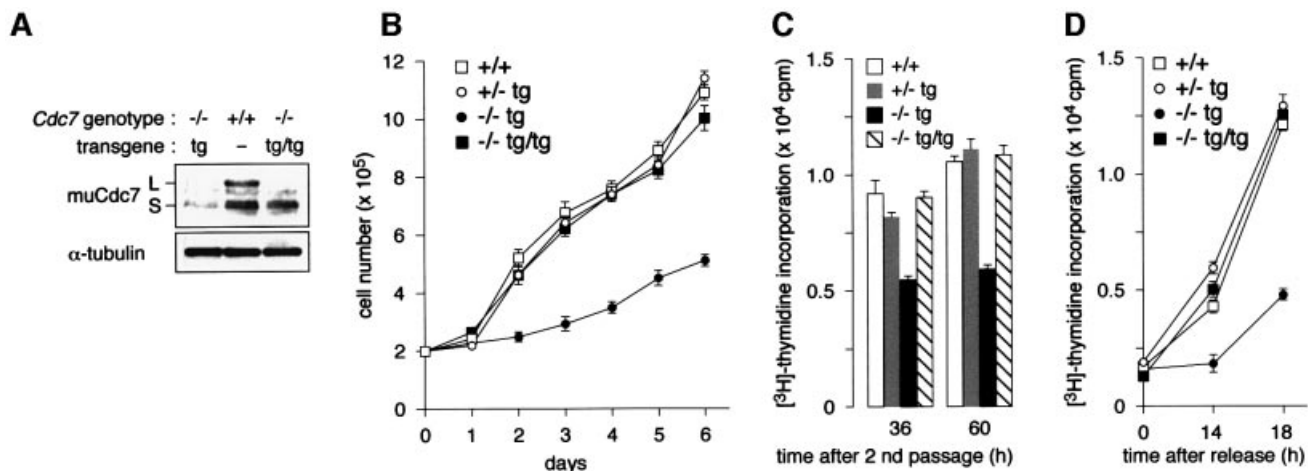 A
Cdc7 genotype : -/- +/+ -/-
transgene : tg – tg/tg
muCdc7
L
S
α-tubulin
B
+/+
+/- tg
-/- tg
-/- tg/tg
cell number (x 10⁵)
12
10
8
6
4
2
0
0 1 2 3 4 5 6
days
C
+/+
+/- tg
-/- tg
-/- tg/tg
[³H]-thymidine incorporation (x 10⁴ cpm)
1.5
1.0
0.5
0
36 60
time after 2 nd passage (h)
D
+/+
+/- tg
-/- tg
-/- tg/tg
[³H]-thymidine incorporation (x 10⁴ cpm)
1.5
1.0
0.5
0
0 14 18
time after release (h)